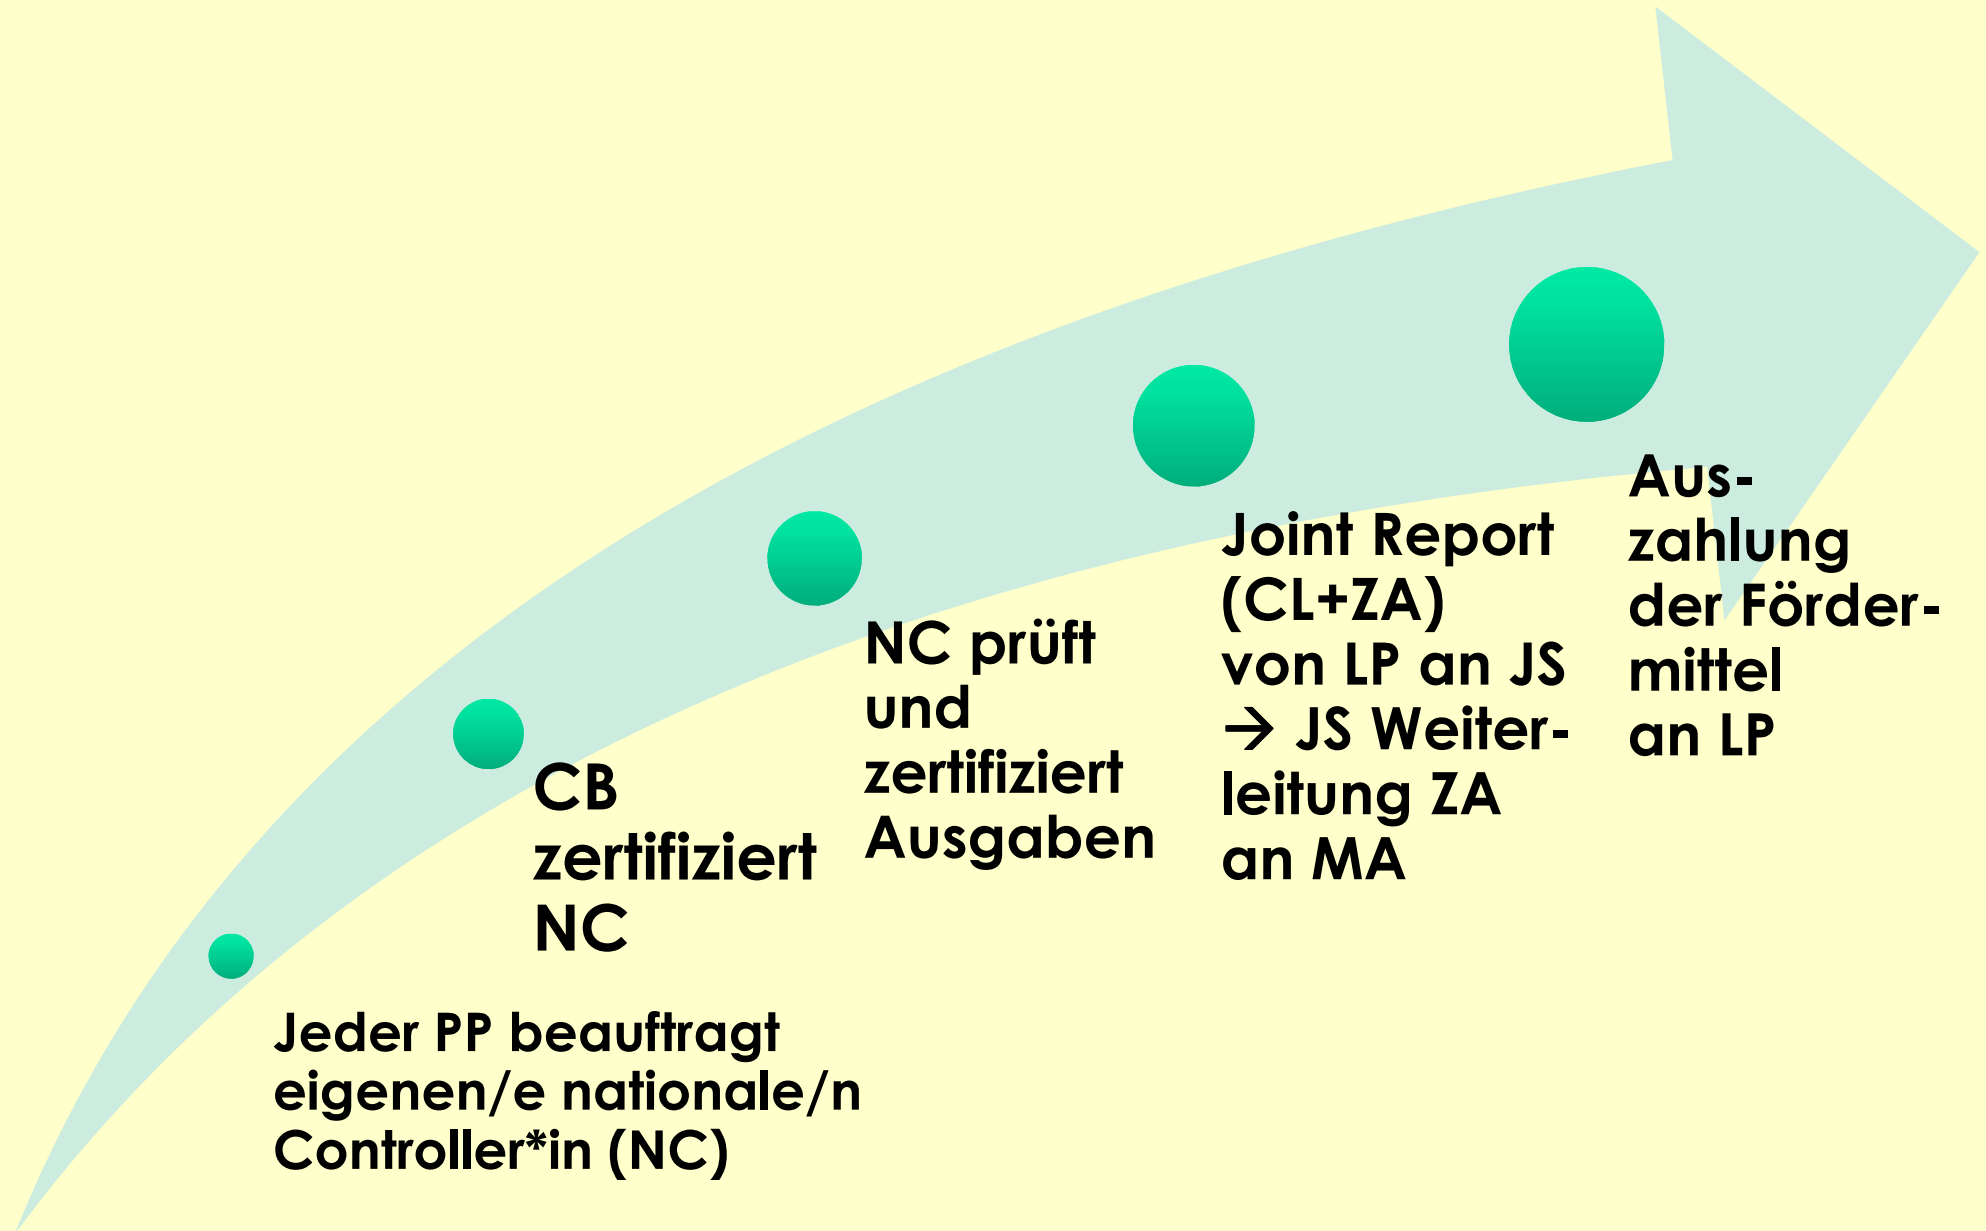 Jeder PP beauftragt
eigenen/e nationale/n
Controller*in (NC)
CB
zertifiziert
NC
NC prüft
und
zertifiziert
Ausgaben
Joint Report
(CL+ZA)
von LP an JS
→ JS Weiter-
leitung ZA
an MA
Aus-
zahlung
der Förder-
mittel
an LP